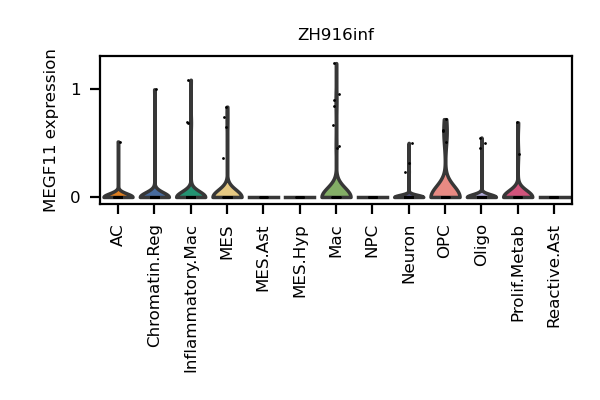 ZH916inf
MEGF11 expression
1
0
AC
Chromatin.Reg
Inflammatory.Mac
MES
MES.Ast
MES.Hyp
Mac
NPC
Neuron
OPC
Oligo
Prolif.Metab
Reactive.Ast